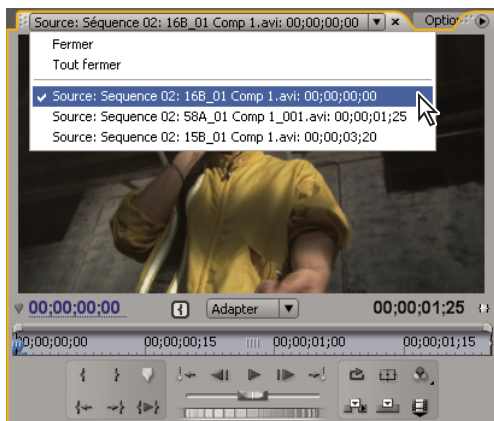 Source: Séquence 02: 16B_01 Comp 1.avi: 00;00;00;00
Option
Fermer
Tout fermer
Source: Sequence 02: 16B_01 Comp 1.avi: 00;00;00;00
Source: Sequence 02: 58A_01 Comp 1_001.avi: 00;00;01;25
Source: Sequence 02: 15B_01 Comp 1.avi: 00;00;03;20
00;00;00;00 Adapter 00;00;01;25
0;00;00;00 00;00;00;15 00;00;01;00 00;00;01;15